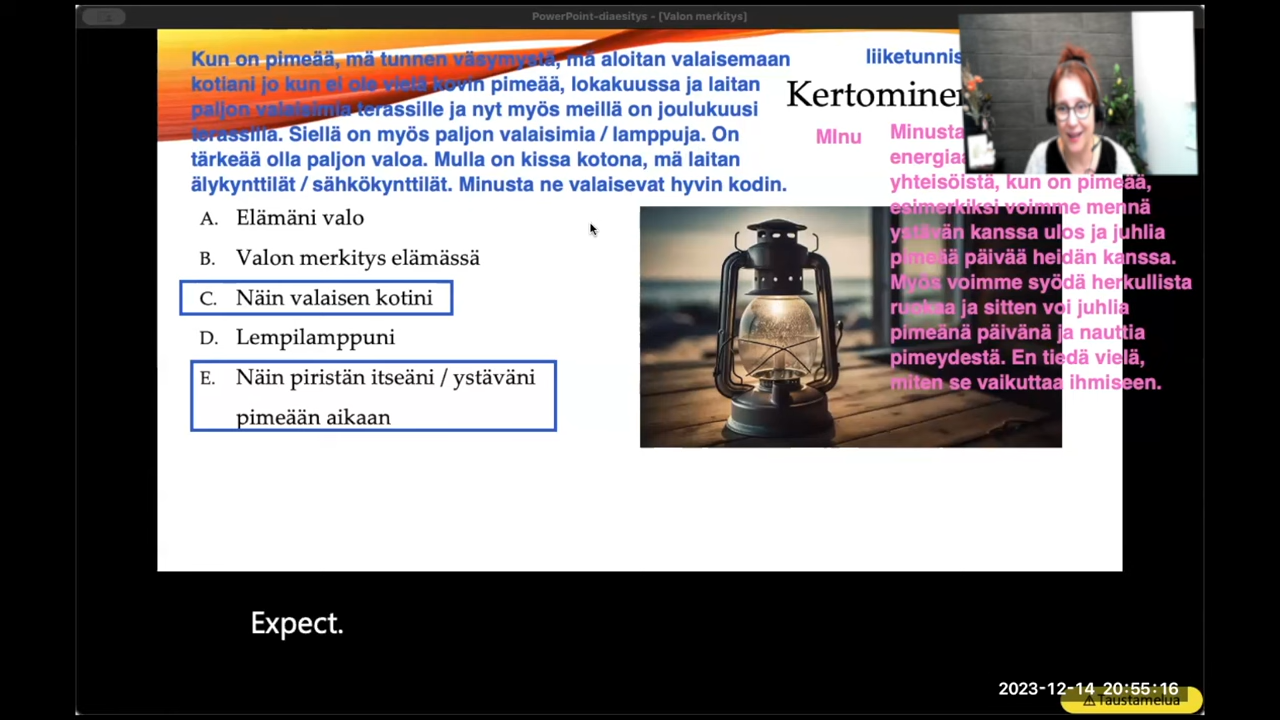 PowerPoint-diaesitys - [Valon merkitys]
Kun on pimeää, mä tunnen väsymystä, mä aloitan valaisemaan
kotiani jo kun ei ole vielä kovin pimeää, lokakuussa ja laitan
paljon valaisimia terassille ja nyt myös meillä on joulukuusi
terassilla. Siellä on myös paljon valaisimia / lamppuja. On
tärkeää olla paljon valoa. Mulla on kissa kotona, mä laitan
älykynttilät / sähkökynttilät. Minusta ne valaisevat hyvin kodin.
liiketunnis
Kertominen
MInu
Minusta
energiaa
yhteisöistä, kun on pimeää,
esimerkiksi voimme mennä
ystävän kanssa ulos ja juhlia
pimeää päivää heidän kanssa.
Myös voimme syödä herkullista
ruokaa ja sitten voi juhlia
pimeänä päivänä ja nauttia
pimeydestä. En tiedä vielä,
miten se vaikuttaa ihmiseen.
A. Elämäni valo
B. Valon merkitys elämässä
C. Näin valaisen kotini
D. Lempilamppuni
E. Näin piristän itseäni / ystäväni
pimeään aikaan
Expect.
2023-12-14 20:55:16
Taustamelua